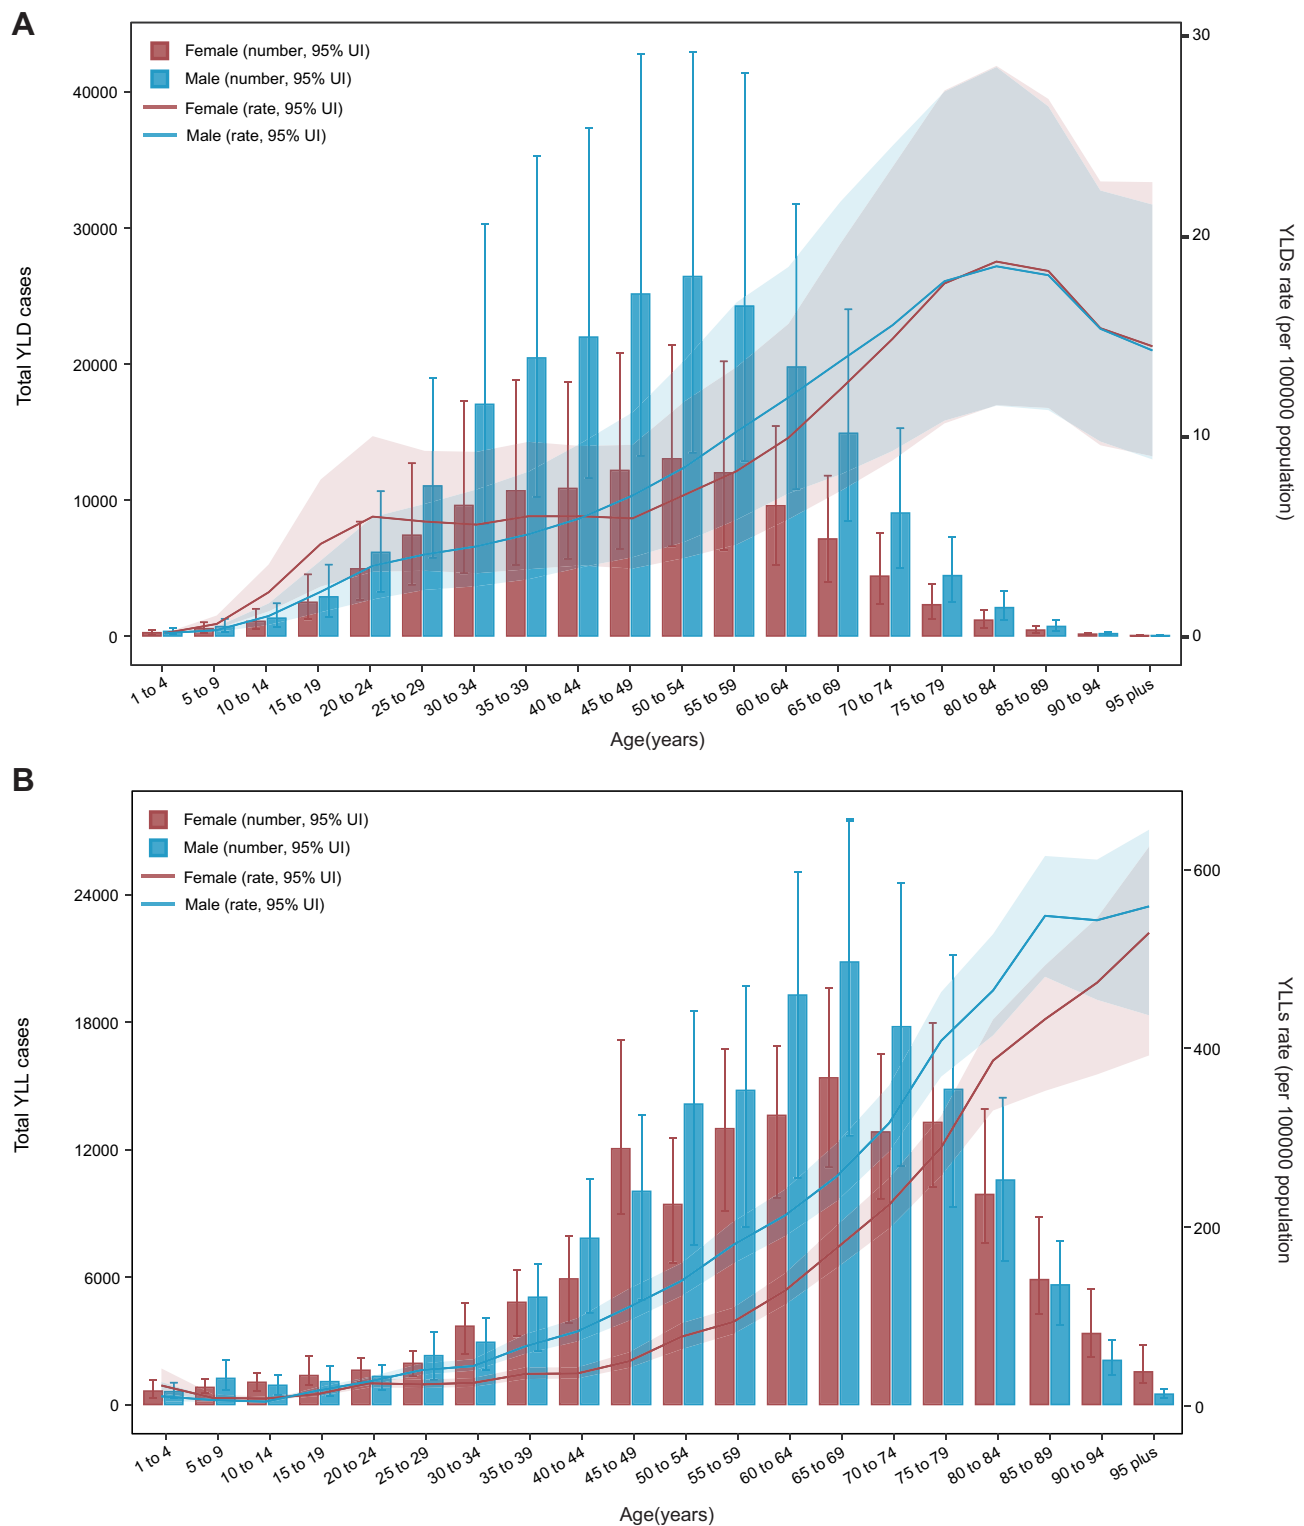 A
Female (number, 95% UI)
Male (number, 95% UI)
Female (rate, 95% UI)
Male (rate, 95% UI)
40000
30000
20000
10000
0
Total YLD cases
30
20
10
0
YLDs rate (per 100000 population)
1 to 4
5 to 9
10 to 14
15 to 19
20 to 24
25 to 29
30 to 34
35 to 39
40 to 44
45 to 49
50 to 54
55 to 59
60 to 64
65 to 69
70 to 74
75 to 79
80 to 84
85 to 89
90 to 94
95 plus
Age(years)
B
Female (number, 95% UI)
Male (number, 95% UI)
Female (rate, 95% UI)
Male (rate, 95% UI)
24000
18000
12000
6000
0
Total YLL cases
600
400
200
0
YLLs rate (per 100000 population
1 to 4
5 to 9
10 to 14
15 to 19
20 to 24
25 to 29
30 to 34
35 to 39
40 to 44
45 to 49
50 to 54
55 to 59
60 to 64
65 to 69
70 to 74
75 to 79
80 to 84
85 to 89
90 to 94
95 plus
Age(years)